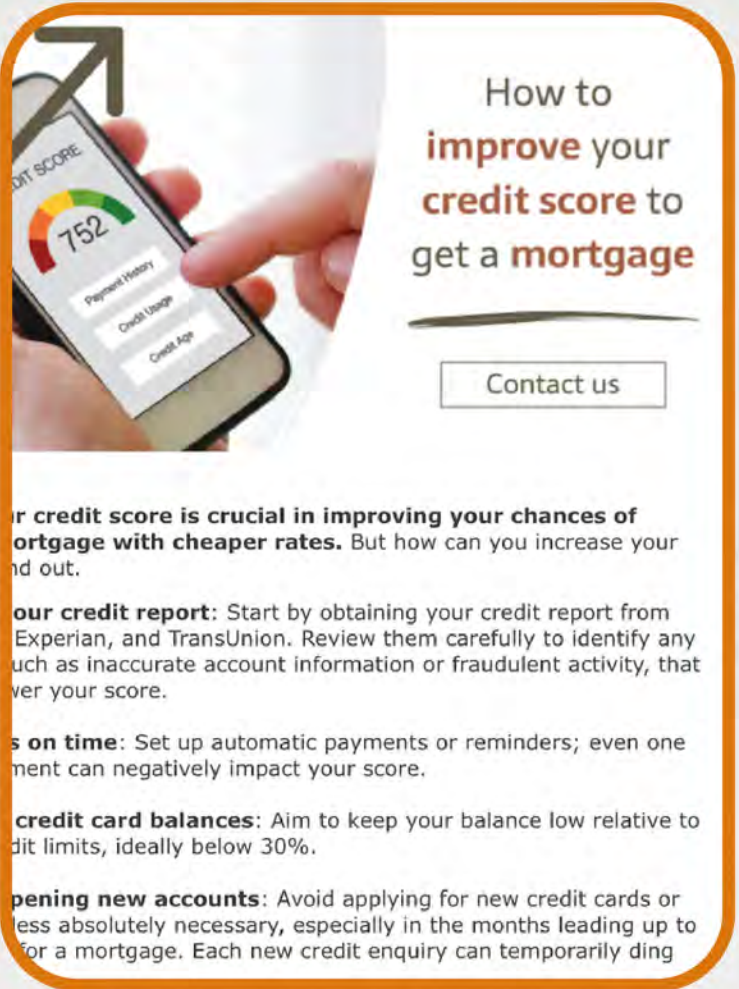 DIT SCORE
752
Payment History
Credit Usage
Credit Age
How to
improve your
credit score to
get a mortgage
Contact us
r credit score is crucial in improving your chances of
ortgage with cheaper rates. But how can you increase your
nd out.
our credit report: Start by obtaining your credit report from
Experian, and TransUnion. Review them carefully to identify any
uch as inaccurate account information or fraudulent activity, that
wer your score.
s on time: Set up automatic payments or reminders; even one
ment can negatively impact your score.
credit card balances: Aim to keep your balance low relative to
dit limits, ideally below 30%.
pening new accounts: Avoid applying for new credit cards or
less absolutely necessary, especially in the months leading up to
for a mortgage. Each new credit enquiry can temporarily ding